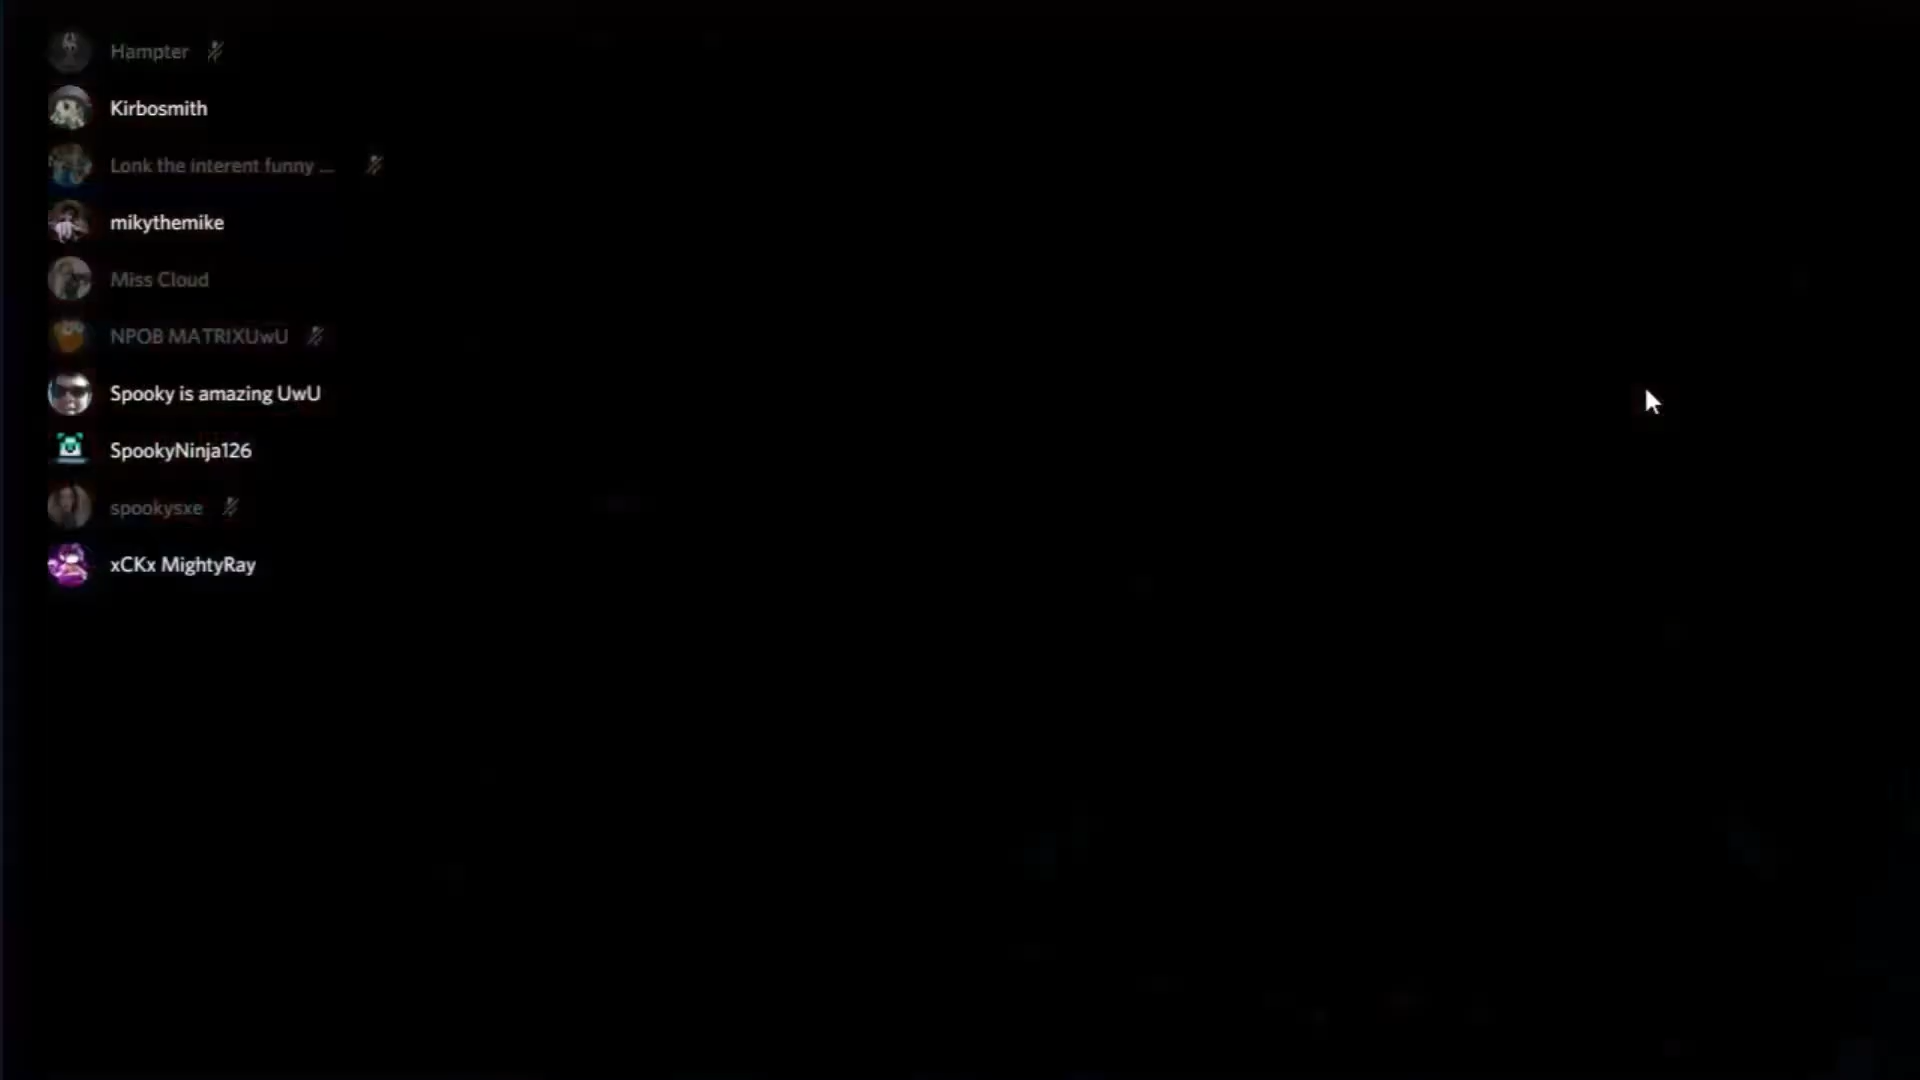 Hampter
Kirbosmith
Lonk the interent funny ...
mikythemike
Miss Cloud
NPOB MATRIXUwU
Spooky is amazing UwU
SpookyNinja126
spookysxe
xCKx MightyRay